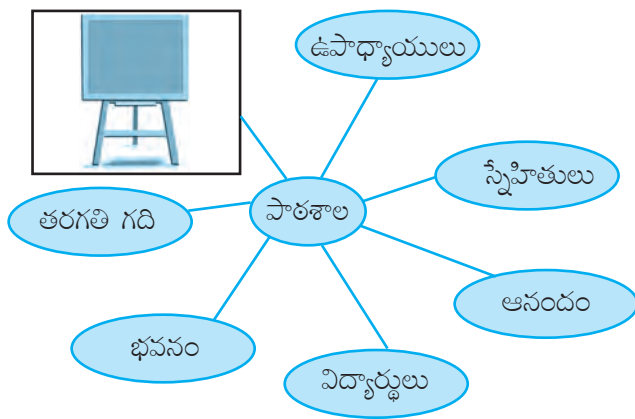 ఉపాధ్యాయులు
స్నేహితులు
పాఠశాల
తరగతి గది
ఆనందం
భవనం
విద్యార్థులు